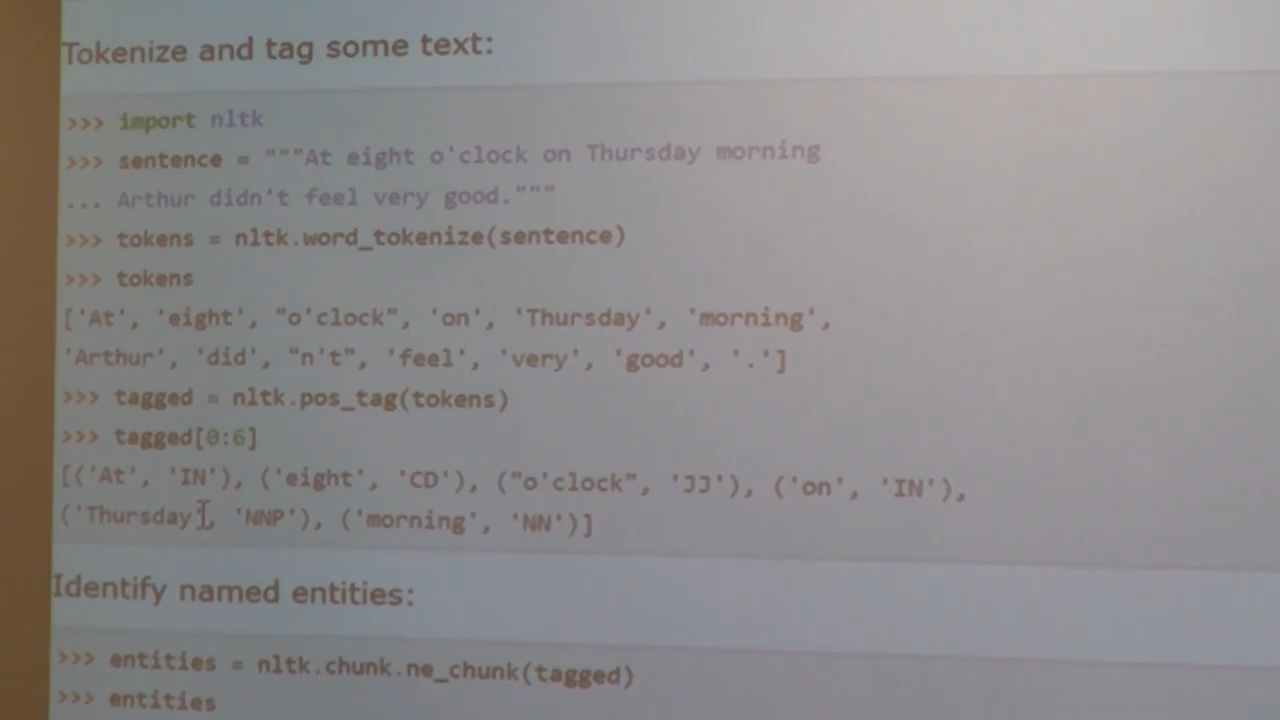 Tokenize and tag some text:
>>> import nltk
>>> sentence = """At eight o'clock on Thursday morning
... Arthur didn't feel very good."""
>>> tokens = nltk.word_tokenize(sentence)
>>> tokens
['At', 'eight', "o'clock", 'on', 'Thursday', 'morning',
'Arthur', 'did', "n't", 'feel', 'very', 'good', '.']
>>> tagged = nltk.pos_tag(tokens)
>>> tagged[0:6]
[('At', 'IN'), ('eight', 'CD'), ("o'clock", 'JJ'), ('on', 'IN'),
('Thursday', 'NNP'), ('morning', 'NN')]
Identify named entities:
>>> entities = nltk.chunk.ne_chunk(tagged)
>>> entities